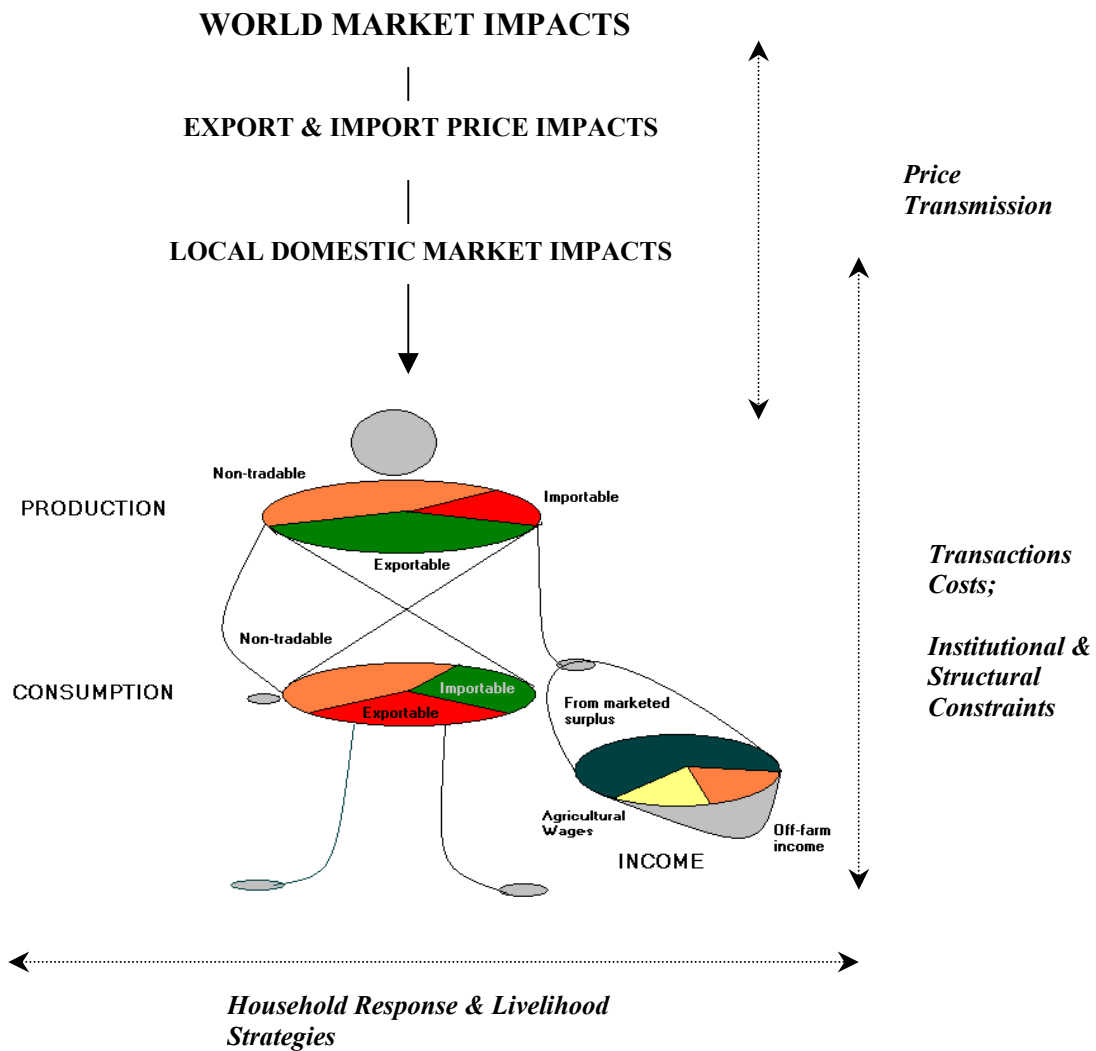 WORLD MARKET IMPACTS
EXPORT & IMPORT PRICE IMPACTS
Price
Transmission
LOCAL DOMESTIC MARKET IMPACTS
Non-tradable
PRODUCTION
Importable
Exportable
Transactions
Costs;
Non-tradable
Institutional &
Structural
Constraints
CONSUMPTION
Importable
Exportable
From marketed
surplus
Agricultural
Wages
Off-farm
income
INCOME
Household Response & Livelihood
Strategies